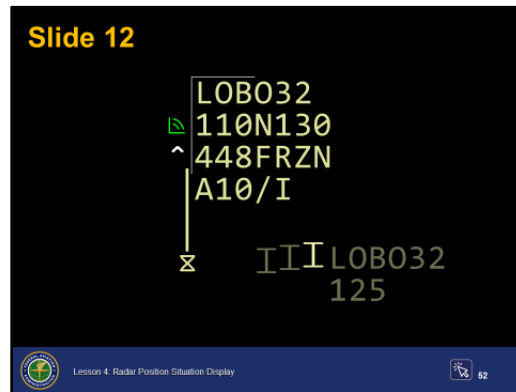 Slide 12
LOBO32
110N130
^ 448FRZN
A10/I
LOBO32
125
Lesson 4: Radar Position Situation Display
52